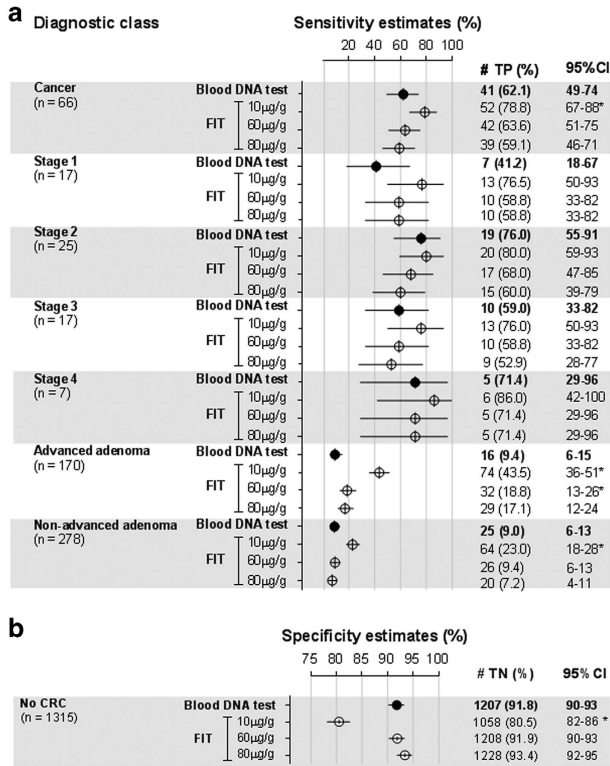 a Diagnostic class Sensitivity estimates (%)
20 40 60 80 100
# TP (%) 95%CI
Cancer Blood DNA test 41 (62.1) 49-74
(n = 66) 10µg/g 52 (78.8) 67-88*
FIT 60µg/g 42 (63.6) 51-75
80µg/g 39 (59.1) 46-71
Stage 1 Blood DNA test 7 (41.2) 18-67
(n = 17) 10µg/g 13 (76.5) 50-93
FIT 60µg/g 10 (58.8) 33-82
80µg/g 10 (58.8) 33-82
Stage 2 Blood DNA test 19 (76.0) 55-91
(n = 25) 10µg/g 20 (80.0) 59-93
FIT 60µg/g 17 (68.0) 47-85
80µg/g 15 (60.0) 39-79
Stage 3 Blood DNA test 10 (59.0) 33-82
(n = 17) 10µg/g 13 (76.0) 50-93
FIT 60µg/g 10 (58.8) 33-82
80µg/g 9 (52.9) 28-77
Stage 4 Blood DNA test 5 (71.4) 29-96
(n = 7) 10µg/g 6 (86.0) 42-100
FIT 60µg/g 5 (71.4) 29-96
80µg/g 5 (71.4) 29-96
Advanced adenoma Blood DNA test 16 (9.4) 6-15
(n = 170) 10µg/g 74 (43.5) 36-51*
FIT 60µg/g 32 (18.8) 13-26*
80µg/g 29 (17.1) 12-24
Non-advanced adenoma Blood DNA test 25 (9.0) 6-13
(n = 278) 10µg/g 64 (23.0) 18-28*
FIT 60µg/g 26 (9.4) 6-13
80µg/g 20 (7.2) 4-11
b Specificity estimates (%)
75 80 85 90 95 100 # TN (%) 95% CI
No CRC Blood DNA test 1207 (91.8) 90-93
(n = 1315) 10µg/g 1058 (80.5) 82-86 *
FIT 60µg/g 1208 (91.9) 90-93
80µg/g 1228 (93.4) 92-95